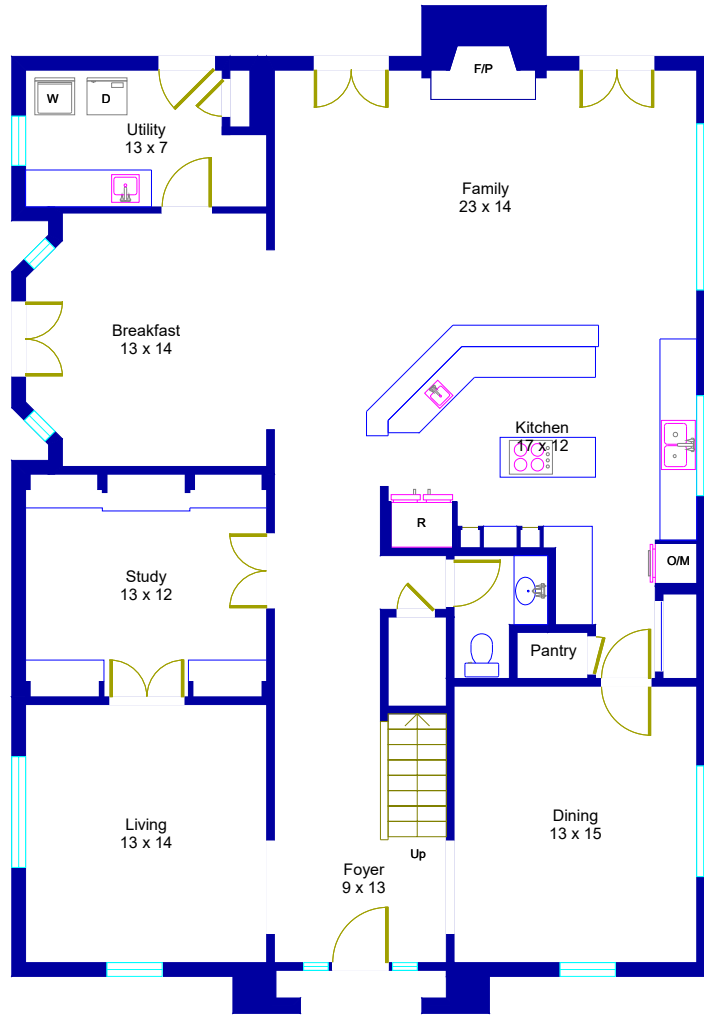 F/P
W
D
Utility
13 x 7
Family
23 x 14
Breakfast
13 x 14
Kitchen
17 x 12
R
O/M
Study
13 x 12
Pantry
Living
13 x 14
Dining
13 x 15
Up
Foyer
9 x 13